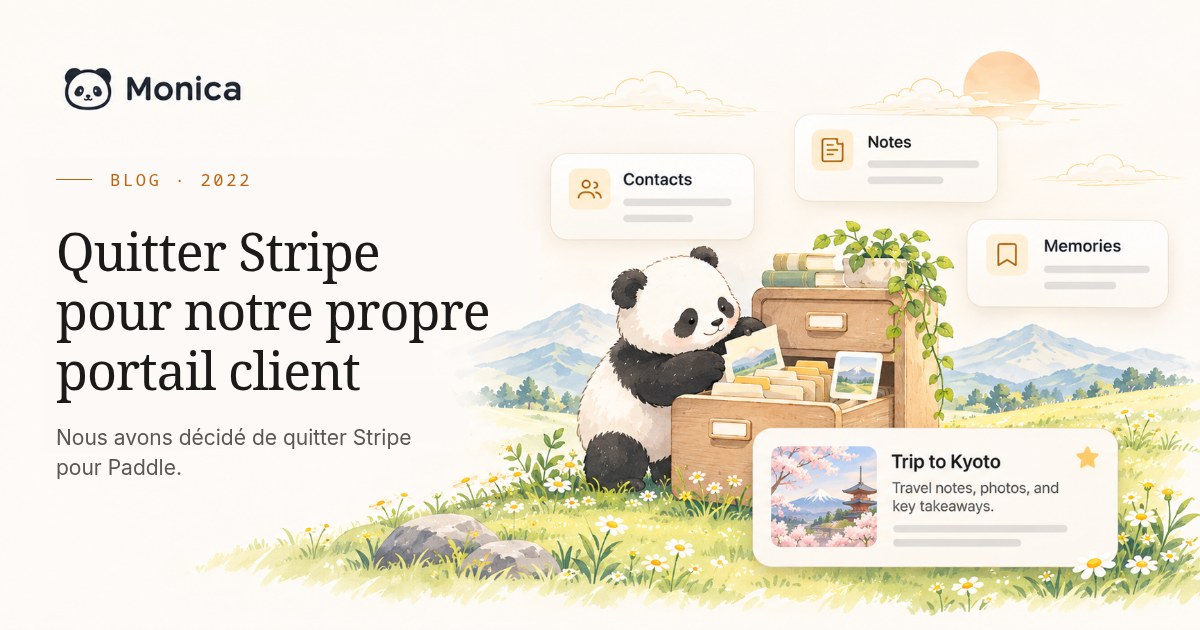 Monica
BLOG · 2022
Quitter Stripe
pour notre propre
portail client
Nous avons décidé de quitter Stripe
pour Paddle.
Contacts
Notes
Memories
Trip to Kyoto
Travel notes, photos, and
key takeaways.